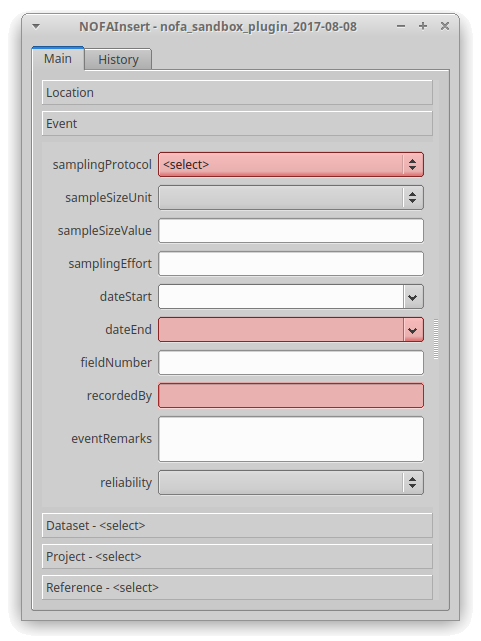 NOFAInsert - nofa_sandbox_plugin_2017-08-08
Main
History
Location
Event
samplingProtocol <select>
sampleSizeUnit
sampleSizeValue
samplingEffort
dateStart
dateEnd
fieldNumber
recordedBy
eventRemarks
reliability
Dataset - <select>
Project - <select>
Reference - <select>